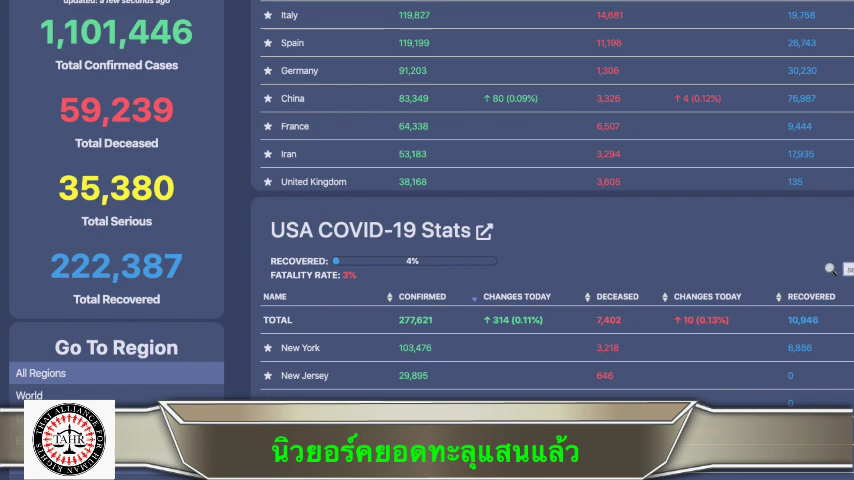 updated: a few seconds ago
1,101,446
Total Confirmed Cases
59,239
Total Deceased
35,380
Total Serious
222,387
Total Recovered
Go To Region
All Regions
World
★ Italy 119,827 14,681 19,758
★ Spain 119,199 11,198 26,743
★ Germany 91,203 1,306 30,230
★ China 83,349 ↑ 80 (0.09%) 3,326 ↑ 4 (0.12%) 76,987
★ France 64,338 6,507 9,444
★ Iran 53,183 3,294 17,935
★ United Kingdom 38,168 3,605 135
USA COVID-19 Stats
RECOVERED: 4%
FATALITY RATE: 3%
NAME CONFIRMED CHANGES TODAY DECEASED CHANGES TODAY RECOVERED
TOTAL 277,621 ↑ 314 (0.11%) 7,402 ↑ 10 (0.13%) 10,946
★ New York 103,476 3,218 8,886
★ New Jersey 29,895 646 0
0
THAI ALLIANCE FOR HUMAN RIGHTS
TAHR
นิวยอร์คยอดทะลุแสนแล้ว